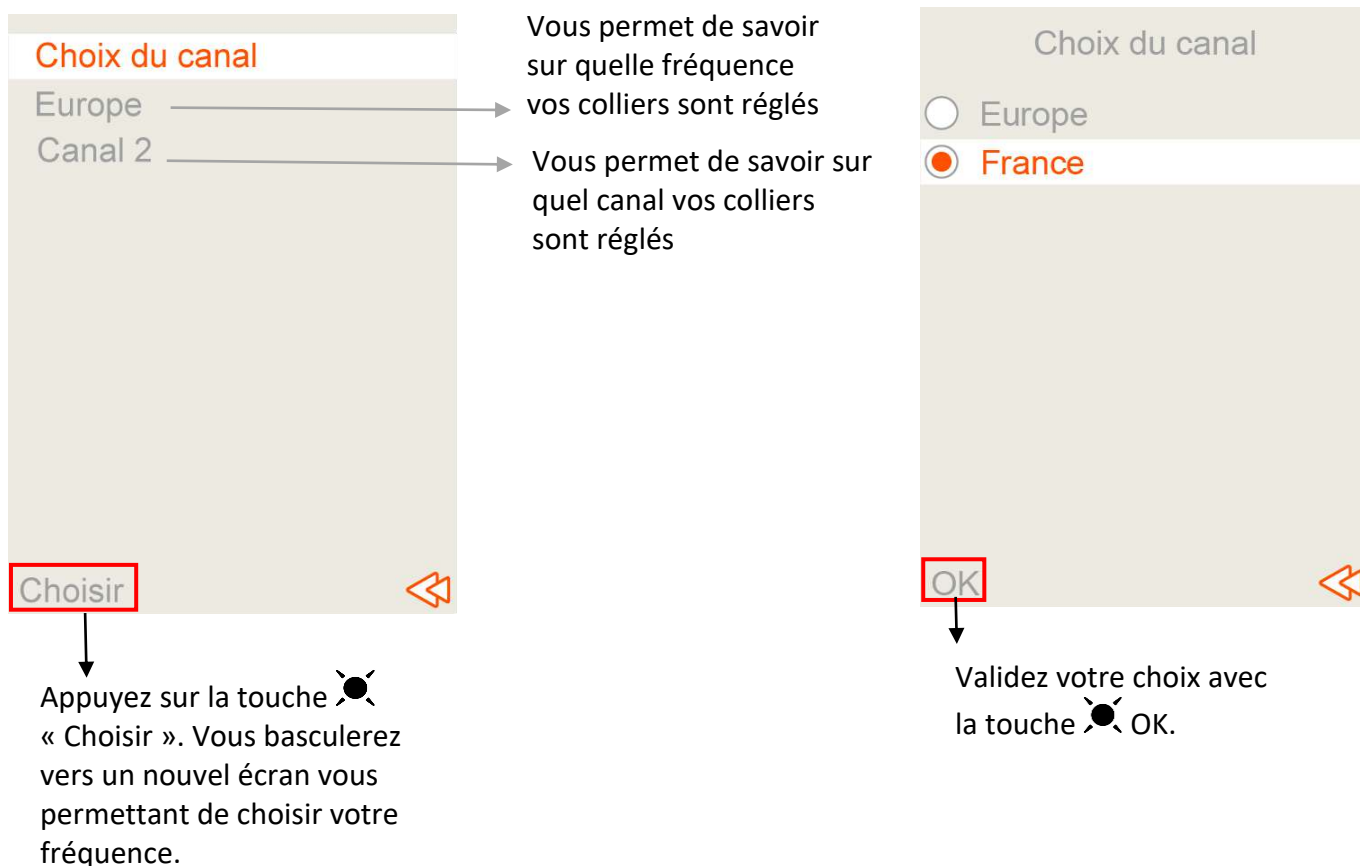 Choix du canal
Europe
Canal 2
Choisir
Vous permet de savoir
sur quelle fréquence
vos colliers sont réglés
Vous permet de savoir sur
quel canal vos colliers
sont réglés
Appuyez sur la touche
« Choisir ». Vous basculerez
vers un nouvel écran vous
permettant de choisir votre
fréquence.
Choix du canal
Europe
France
OK
Validez votre choix avec
la touche OK.